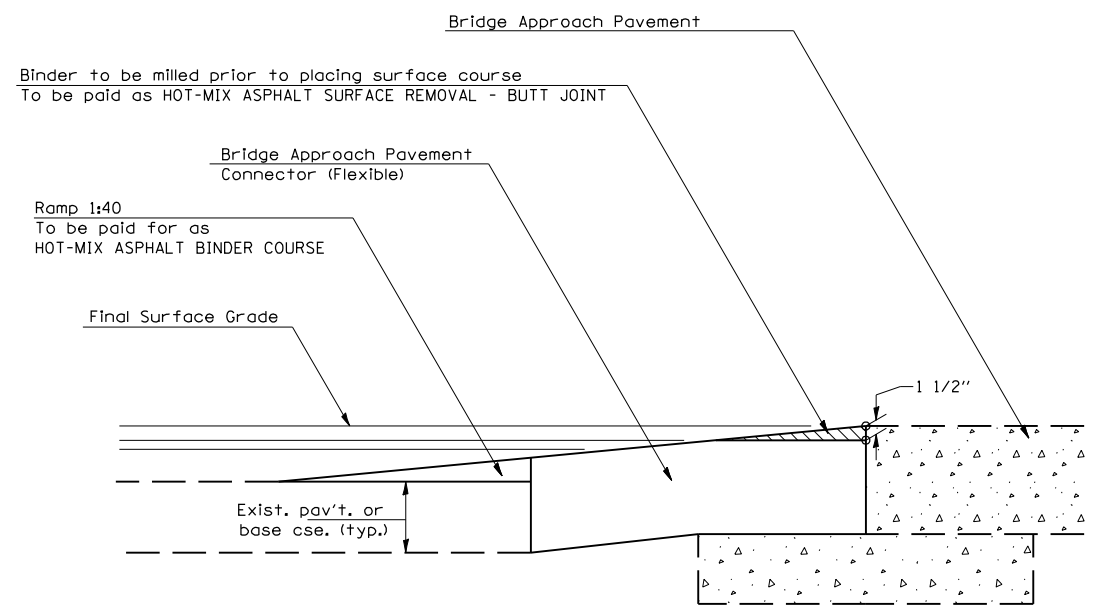 Bridge Approach Pavement
Binder to be milled prior to placing surface course
To be paid as HOT-MIX ASPHALT SURFACE REMOVAL - BUTT JOINT
Bridge Approach Pavement
Connector (Flexible)
Ramp 1:40
To be paid for as
HOT-MIX ASPHALT BINDER COURSE
Final Surface Grade
1 1/2"
Exist. pav't. or
base cse. (typ.)